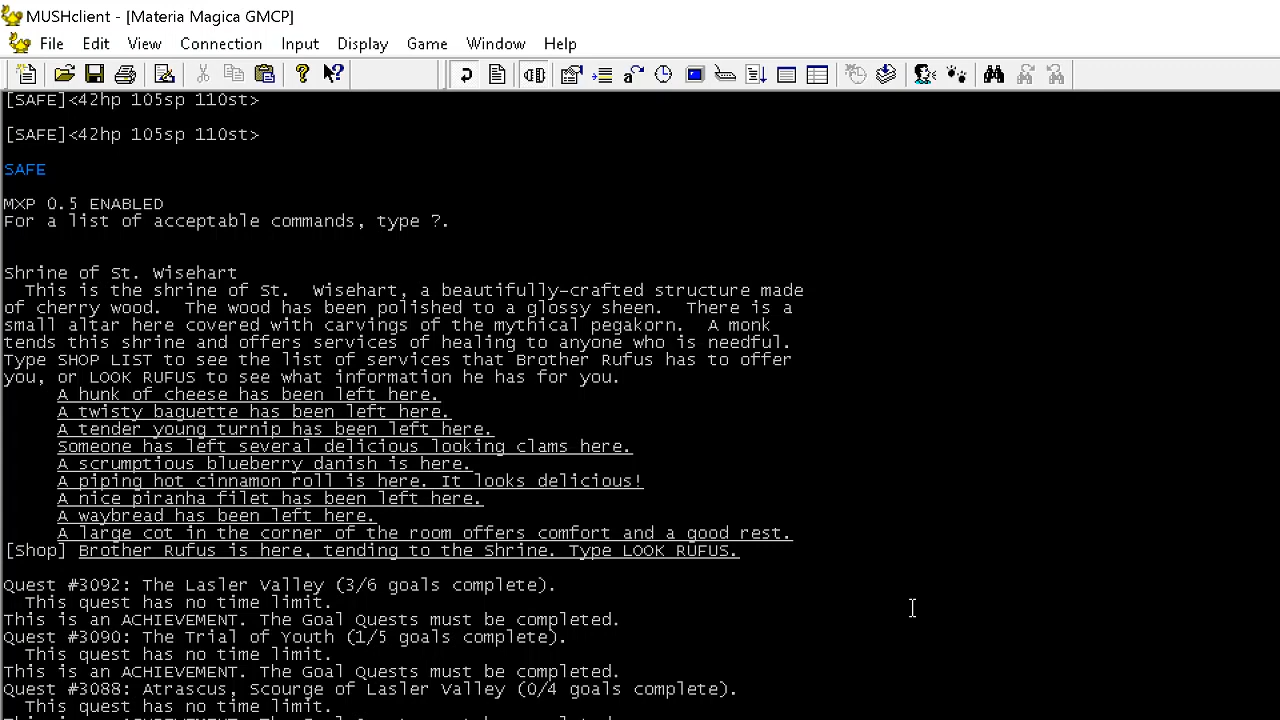 MUSHclient - [Materia Magica GMCP]
File Edit View Connection Input Display Game Window Help
[SAFE]<42hp 105sp 110st>
[SAFE]<42hp 105sp 110st>
SAFE
MXP 0.5 ENABLED
For a list of acceptable commands, type ?.
Shrine of St. Wisehart
This is the shrine of St.  Wisehart, a beautifully-crafted structure made
of cherry wood.  The wood has been polished to a glossy sheen.  There is a
small altar here covered with carvings of the mythical pegakorn.  A monk
tends this shrine and offers services of healing to anyone who is needful.
Type SHOP LIST to see the list of services that Brother Rufus has to offer
you, or LOOK RUFUS to see what information he has for you.
A hunk of cheese has been left here.
A twisty baguette has been left here.
A tender young turnip has been left here.
Someone has left several delicious looking clams here.
A scrumptious blueberry danish is here.
A piping hot cinnamon roll is here. It looks delicious!
A nice piranha filet has been left here.
A waybread has been left here.
A large cot in the corner of the room offers comfort and a good rest.
[Shop] Brother Rufus is here, tending to the Shrine. Type LOOK RUFUS.
Quest #3092: The Lasler Valley (3/6 goals complete).
This quest has no time limit.
This is an ACHIEVEMENT. The Goal Quests must be completed.
Quest #3090: The Trial of Youth (1/5 goals complete).
This quest has no time limit.
This is an ACHIEVEMENT. The Goal Quests must be completed.
Quest #3088: Atrascus, Scourge of Lasler Valley (0/4 goals complete).
This quest has no time limit.